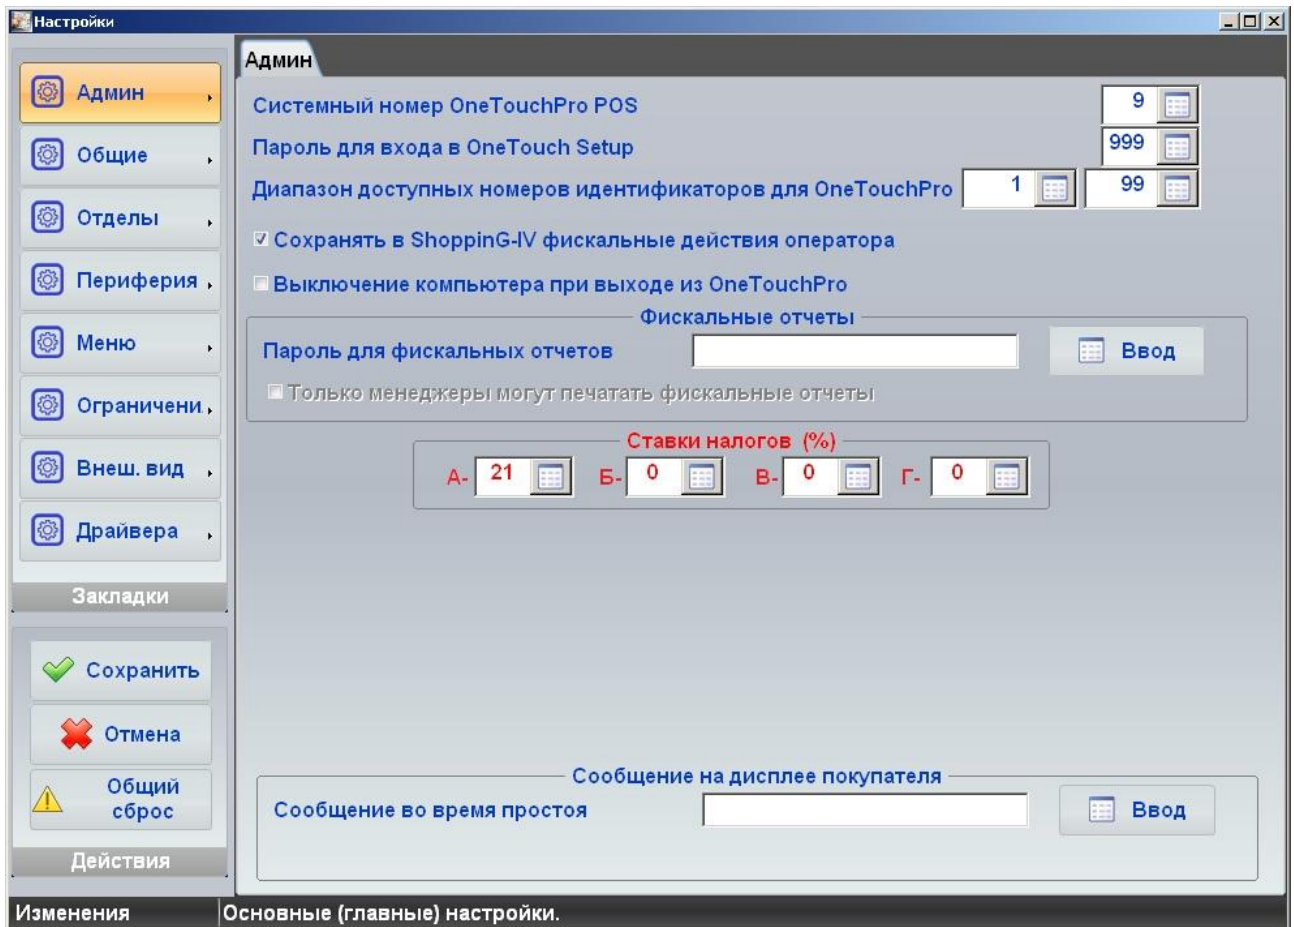 Настройки
Админ
Общие
Отделы
Периферия
Меню
Ограничени
Внеш. вид
Драйвера
Закладки
Сохранить
Отмена
Общий
сброс
Действия
Админ
Системный номер OneTouchPro POS 9
Пароль для входа в OneTouch Setup 999
Диапазон доступных номеров идентификаторов для OneTouchPro 1 99
Сохранять в ShoppinG-IV фискальные действия оператора
Выключение компьютера при выходе из OneTouchPro
Фискальные отчеты
Пароль для фискальных отчетов Ввод
Только менеджеры могут печатать фискальные отчеты
Ставки налогов (%)
А- 21 Б- 0 В- 0 Г- 0
Сообщение на дисплее покупателя
Сообщение во время простоя Ввод
Изменения Основные (главные) настройки.